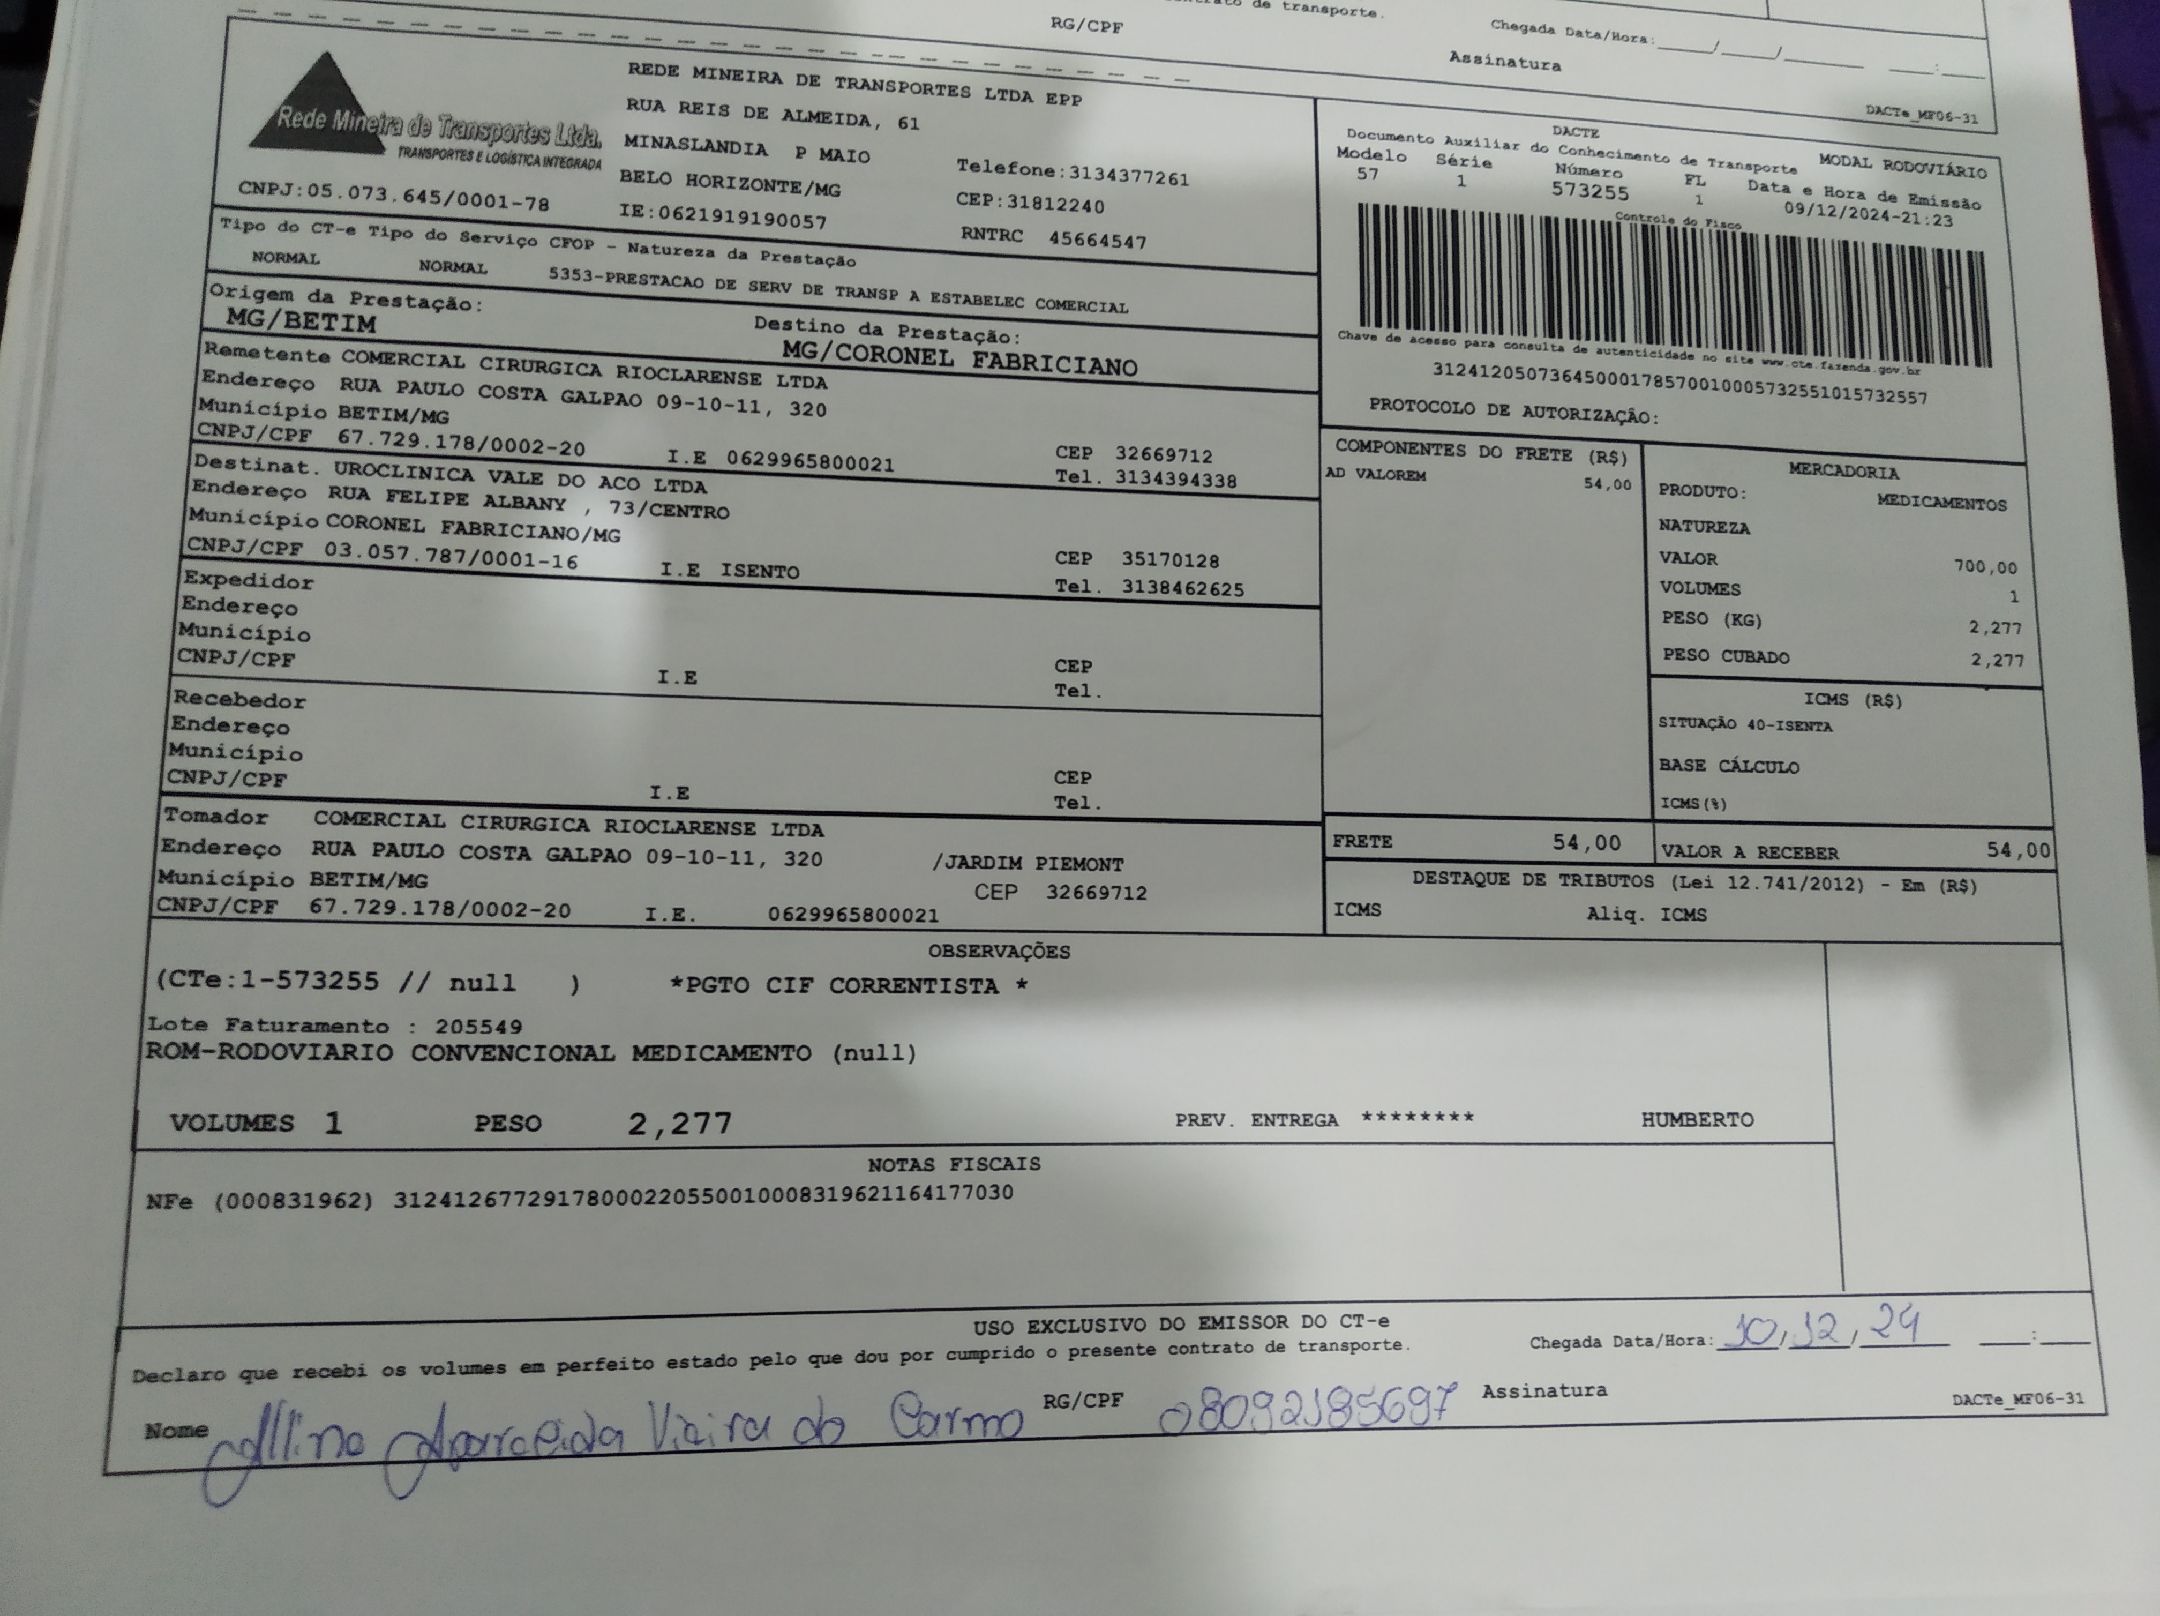 de transporte.
RG/CPF
Chegada Data/Hora:____/____/______ ____:____
Assinatura
DACTe_MF06-31
Rede Mineira de Transportes Ltda.
TRANSPORTES E LOGÍSTICA INTEGRADA
CNPJ:05.073.645/0001-78
REDE MINEIRA DE TRANSPORTES LTDA EPP
RUA REIS DE ALMEIDA, 61
MINASLANDIA P MAIO
BELO HORIZONTE/MG
IE:0621919190057
Telefone:3134377261
CEP:31812240
RNTRC 45664547
DACTE
Documento Auxiliar do Conhecimento de Transporte
MODAL RODOVIÁRIO
Modelo Série Número FL Data e Hora de Emissão
57 1 573255 1 09/12/2024-21:23
Controle do Fisco
Chave de acesso para consulta de autenticidade no site www.cte.fazenda.gov.br
31241205073645000178570010005732551015732557
PROTOCOLO DE AUTORIZAÇÃO:
Tipo do CT-e Tipo do Serviço CFOP - Natureza da Prestação
NORMAL NORMAL 5353-PRESTACAO DE SERV DE TRANSP A ESTABELEC COMERCIAL
Origem da Prestação: Destino da Prestação:
MG/BETIM MG/CORONEL FABRICIANO
Remetente COMERCIAL CIRURGICA RIOCLARENSE LTDA
Endereço RUA PAULO COSTA GALPAO 09-10-11, 320
Município BETIM/MG CEP 32669712
CNPJ/CPF 67.729.178/0002-20 I.E 0629965800021 Tel. 3134394338
Destinat. UROCLINICA VALE DO ACO LTDA
Endereço RUA FELIPE ALBANY , 73/CENTRO
Município CORONEL FABRICIANO/MG CEP 35170128
CNPJ/CPF 03.057.787/0001-16 I.E ISENTO Tel. 3138462625
Expedidor
Endereço
Município CEP
CNPJ/CPF I.E Tel.
Recebedor
Endereço
Município CEP
CNPJ/CPF I.E Tel.
Tomador COMERCIAL CIRURGICA RIOCLARENSE LTDA
Endereço RUA PAULO COSTA GALPAO 09-10-11, 320 /JARDIM PIEMONT
Município BETIM/MG CEP 32669712
CNPJ/CPF 67.729.178/0002-20 I.E. 0629965800021
COMPONENTES DO FRETE (R$)
AD VALOREM 54,00
MERCADORIA
PRODUTO: MEDICAMENTOS
NATUREZA
VALOR 700,00
VOLUMES 1
PESO (KG) 2,277
PESO CUBADO 2,277
ICMS (R$)
SITUAÇÃO 40-ISENTA
BASE CÁLCULO
ICMS(%)
FRETE 54,00 VALOR A RECEBER 54,00
DESTAQUE DE TRIBUTOS (Lei 12.741/2012) - Em (R$)
ICMS Aliq. ICMS
OBSERVAÇÕES
(CTe:1-573255 // null ) *PGTO CIF CORRENTISTA *
Lote Faturamento : 205549
ROM-RODOVIARIO CONVENCIONAL MEDICAMENTO (null)
VOLUMES 1 PESO 2,277 PREV. ENTREGA ******** HUMBERTO
NOTAS FISCAIS
NFe (000831962) 31241267729178000220550010008319621164177030
USO EXCLUSIVO DO EMISSOR DO CT-e
Declaro que recebi os volumes em perfeito estado pelo que dou por cumprido o presente contrato de transporte.
Chegada Data/Hora: 10/12/24 ____:____
Nome Alline Aparecida Vieira do Carmo RG/CPF 08092185697 Assinatura
DACTe_MF06-31